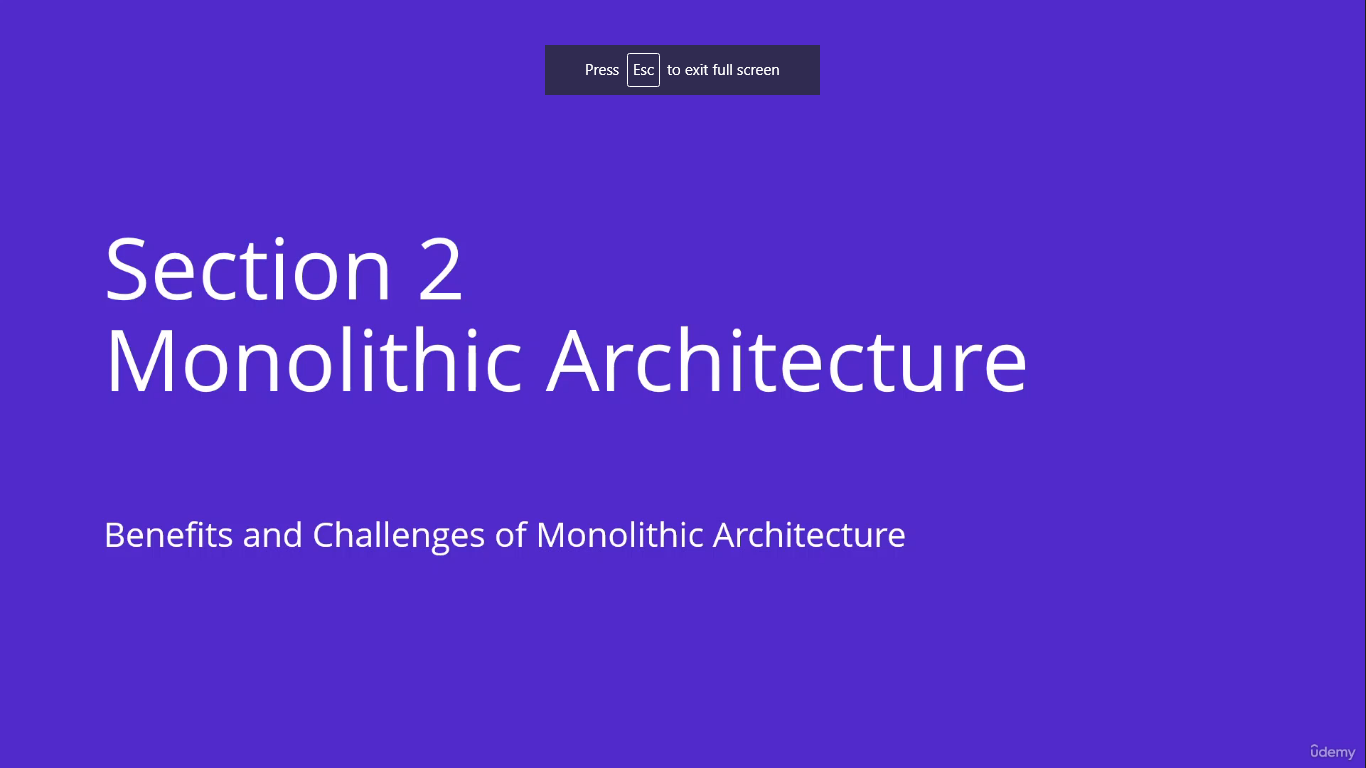 Press Esc to exit full screen
Section 2
Monolithic Architecture
Benefits and Challenges of Monolithic Architecture
ûdemy